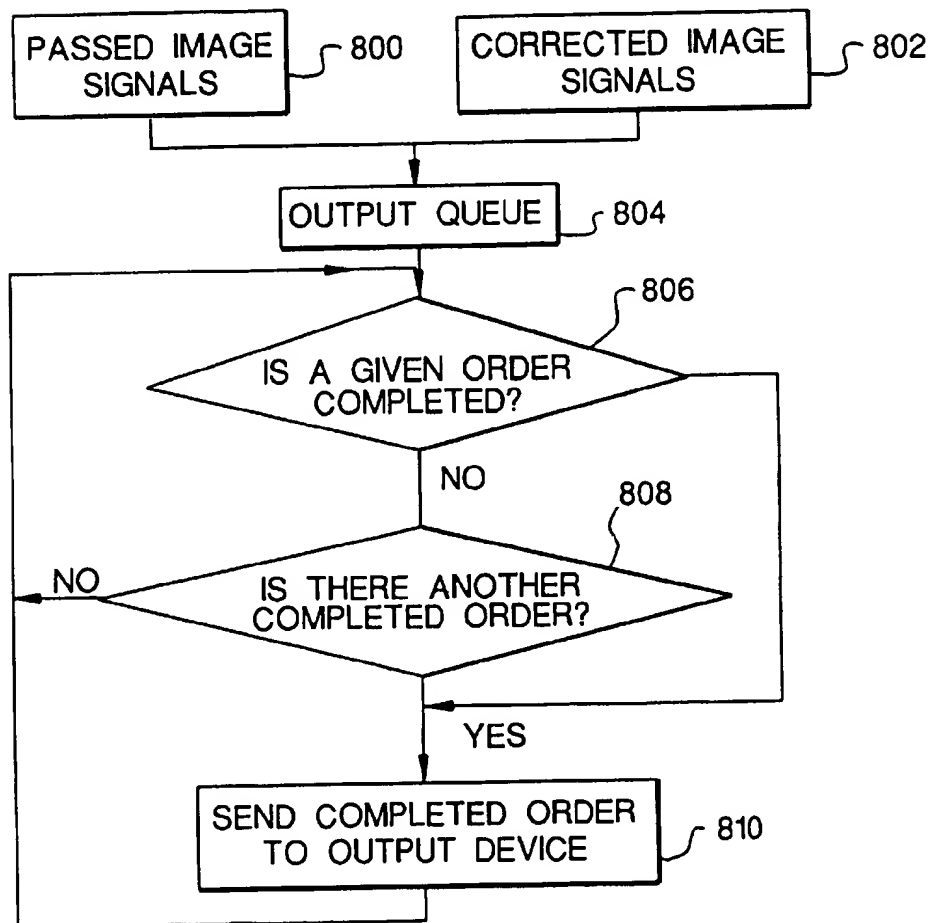 PASSED IMAGE
SIGNALS
800
CORRECTED IMAGE
SIGNALS
802
OUTPUT QUEUE
804
806
IS A GIVEN ORDER
COMPLETED?
NO
808
NO
IS THERE ANOTHER
COMPLETED ORDER?
YES
SEND COMPLETED ORDER
TO OUTPUT DEVICE
810